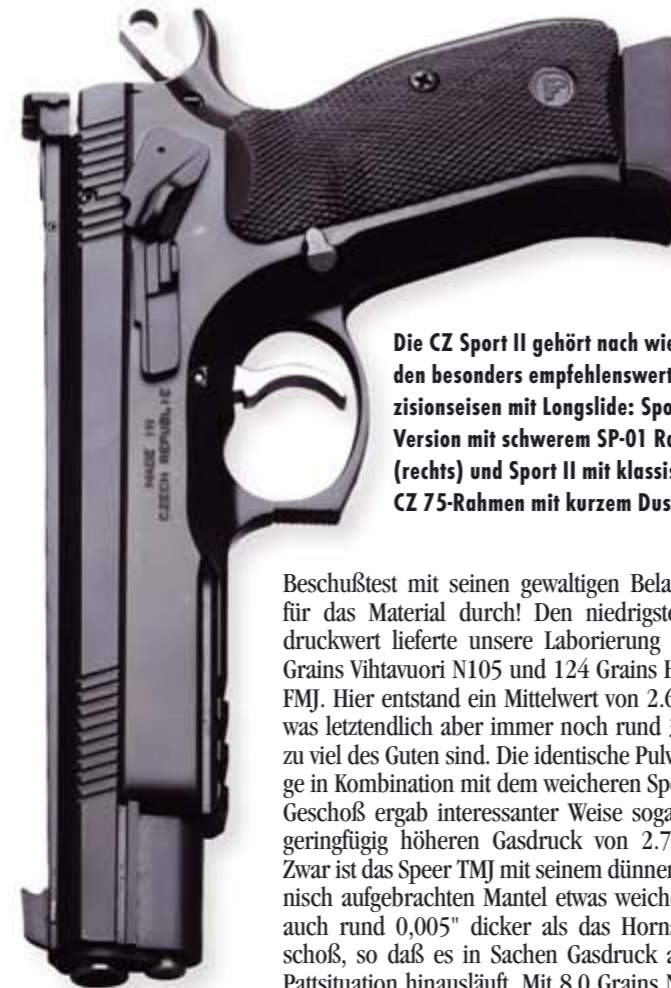 MADE IN
CZECH REPUBLIC
Die CZ Sport II gehört nach wie
den besonders empfehlenswert
zisionseisen mit Longslide: Spo
Version mit schwerem SP-01 Ra
(rechts) und Sport II mit klassis
CZ 75-Rahmen mit kurzem Dus
Beschußtest mit seinen gewaltigen Bela
für das Material durch! Den niedrigste
druckwert lieferte unsere Laborierung
Grains Vihtavuori N105 und 124 Grains H
FMJ. Hier entstand ein Mittelwert von 2.6
was letztendlich aber immer noch rund
zu viel des Guten sind. Die identische Pulv
ge in Kombination mit dem weicheren Spe
Geschoß ergab interessanter Weise soga
geringfügig höheren Gasdruck von 2.7
Zwar ist das Speer TMJ mit seinem dünner
nisch aufgebrachten Mantel etwas weiche
auch rund 0,005" dicker als das Horns
schoß, so daß es in Sachen Gasdruck a
Pattsituation hinausläuft. Mit 8,0 Grains N